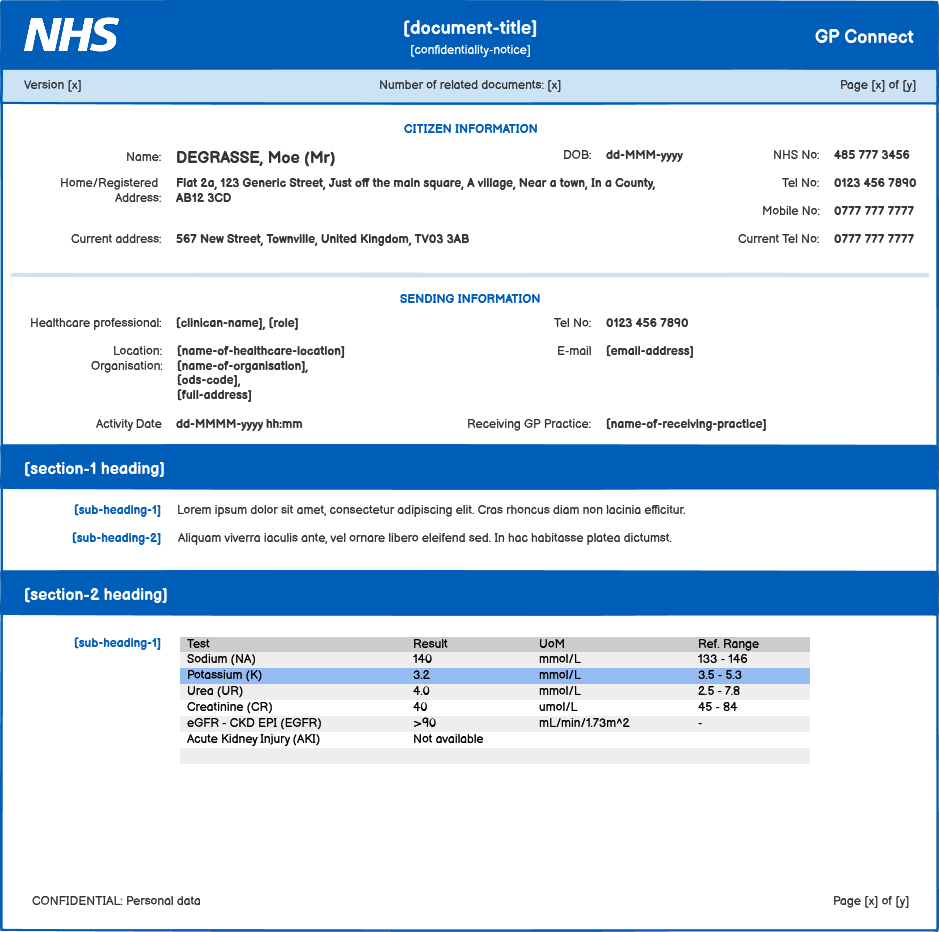 NHS
[document-title]
[confidentiality-notice]
GP Connect
Version [x]
Number of related documents: [x]
Page [x] of [y]
CITIZEN INFORMATION
Name: DEGRASSE, Moe (Mr)
DOB: dd-MMM-yyyy
NHS No: 485 777 3456
Home/Registered Address: Flat 2a, 123 Generic Street, Just off the main square, A village, Near a town, In a County,
AB12 3CD
Tel No: 0123 456 7890
Mobile No: 0777 777 7777
Current address: 567 New Street, Townville, United Kingdom, TV03 3AB
Current Tel No: 0777 777 7777
SENDING INFORMATION
Healthcare professional: [clinican-name], [role]
Tel No: 0123 456 7890
Location: [name-of-healthcare-location]
E-mail [email-address]
Organisation: [name-of-organisation],
[ods-code],
[full-address]
Activity Date dd-MMMM-yyyy hh:mm
Receiving GP Practice: [name-of-receiving-practice]
[section-1 heading]
[sub-heading-1] Lorem ipsum dolor sit amet, consectetur adipiscing elit. Cras rhoncus diam non lacinia efficitur.
[sub-heading-2] Aliquam viverra iaculis ante, vel ornare libero eleifend sed. In hac habitasse platea dictumst.
[section-2 heading]
[sub-heading-1]
Test Result UoM Ref. Range
Sodium (NA) 140 mmol/L 133 - 146
Potassium (K) 3.2 mmol/L 3.5 - 5.3
Urea (UR) 4.0 mmol/L 2.5 - 7.8
Creatinine (CR) 40 umol/L 45 - 84
eGFR - CKD EPI (EGFR) >90 mL/min/1.73m^2 -
Acute Kidney Injury (AKI) Not available
CONFIDENTIAL: Personal data
Page [x] of [y]